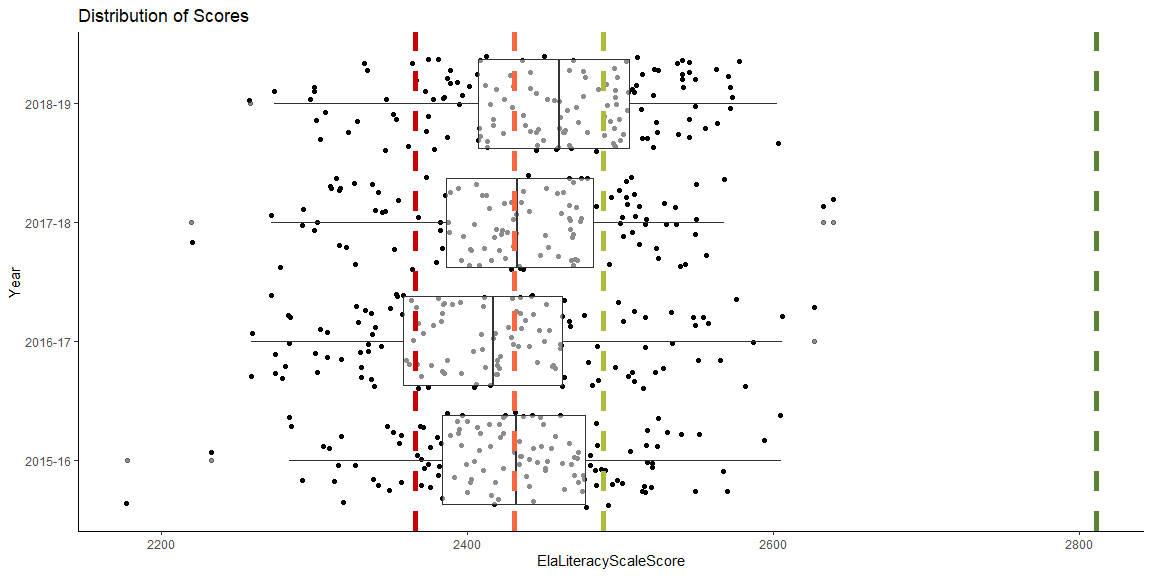 Distribution of Scores
Year
2018-19
2017-18
2016-17
2015-16
2200
2400
2600
2800
ElaLiteracyScaleScore